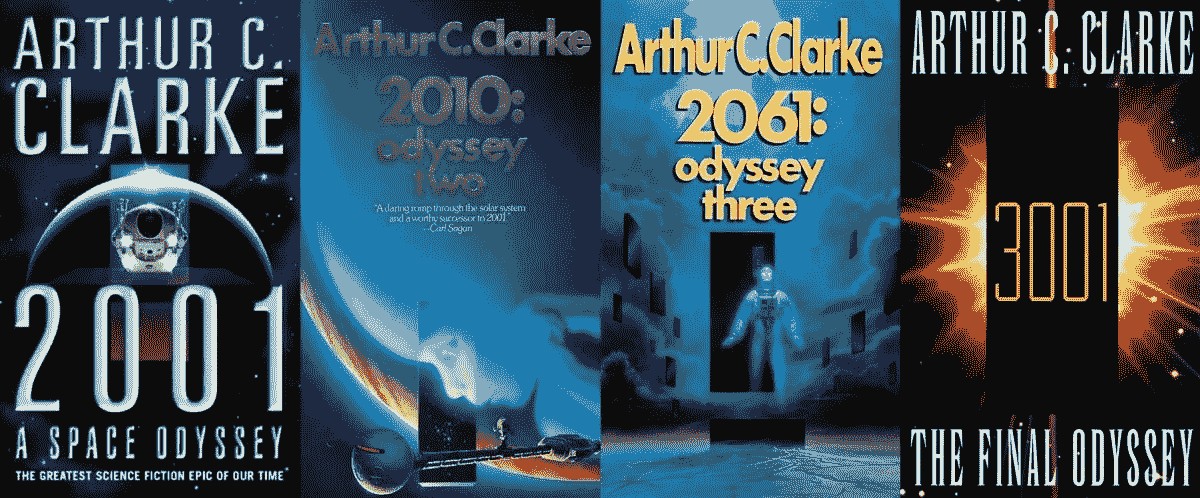 ARTHUR C.
CLARKE
2001
A SPACE ODYSSEY
THE GREATEST SCIENCE FICTION EPIC OF OUR TIME
Arthur C. Clarke
2010:
odyssey
two
"A daring romp through the solar system
and a worthy successor to 2001."
--Carl Sagan
Arthur C. Clarke
2061:
odyssey
three
ARTHUR C. CLARKE
3001
THE FINAL ODYSSEY